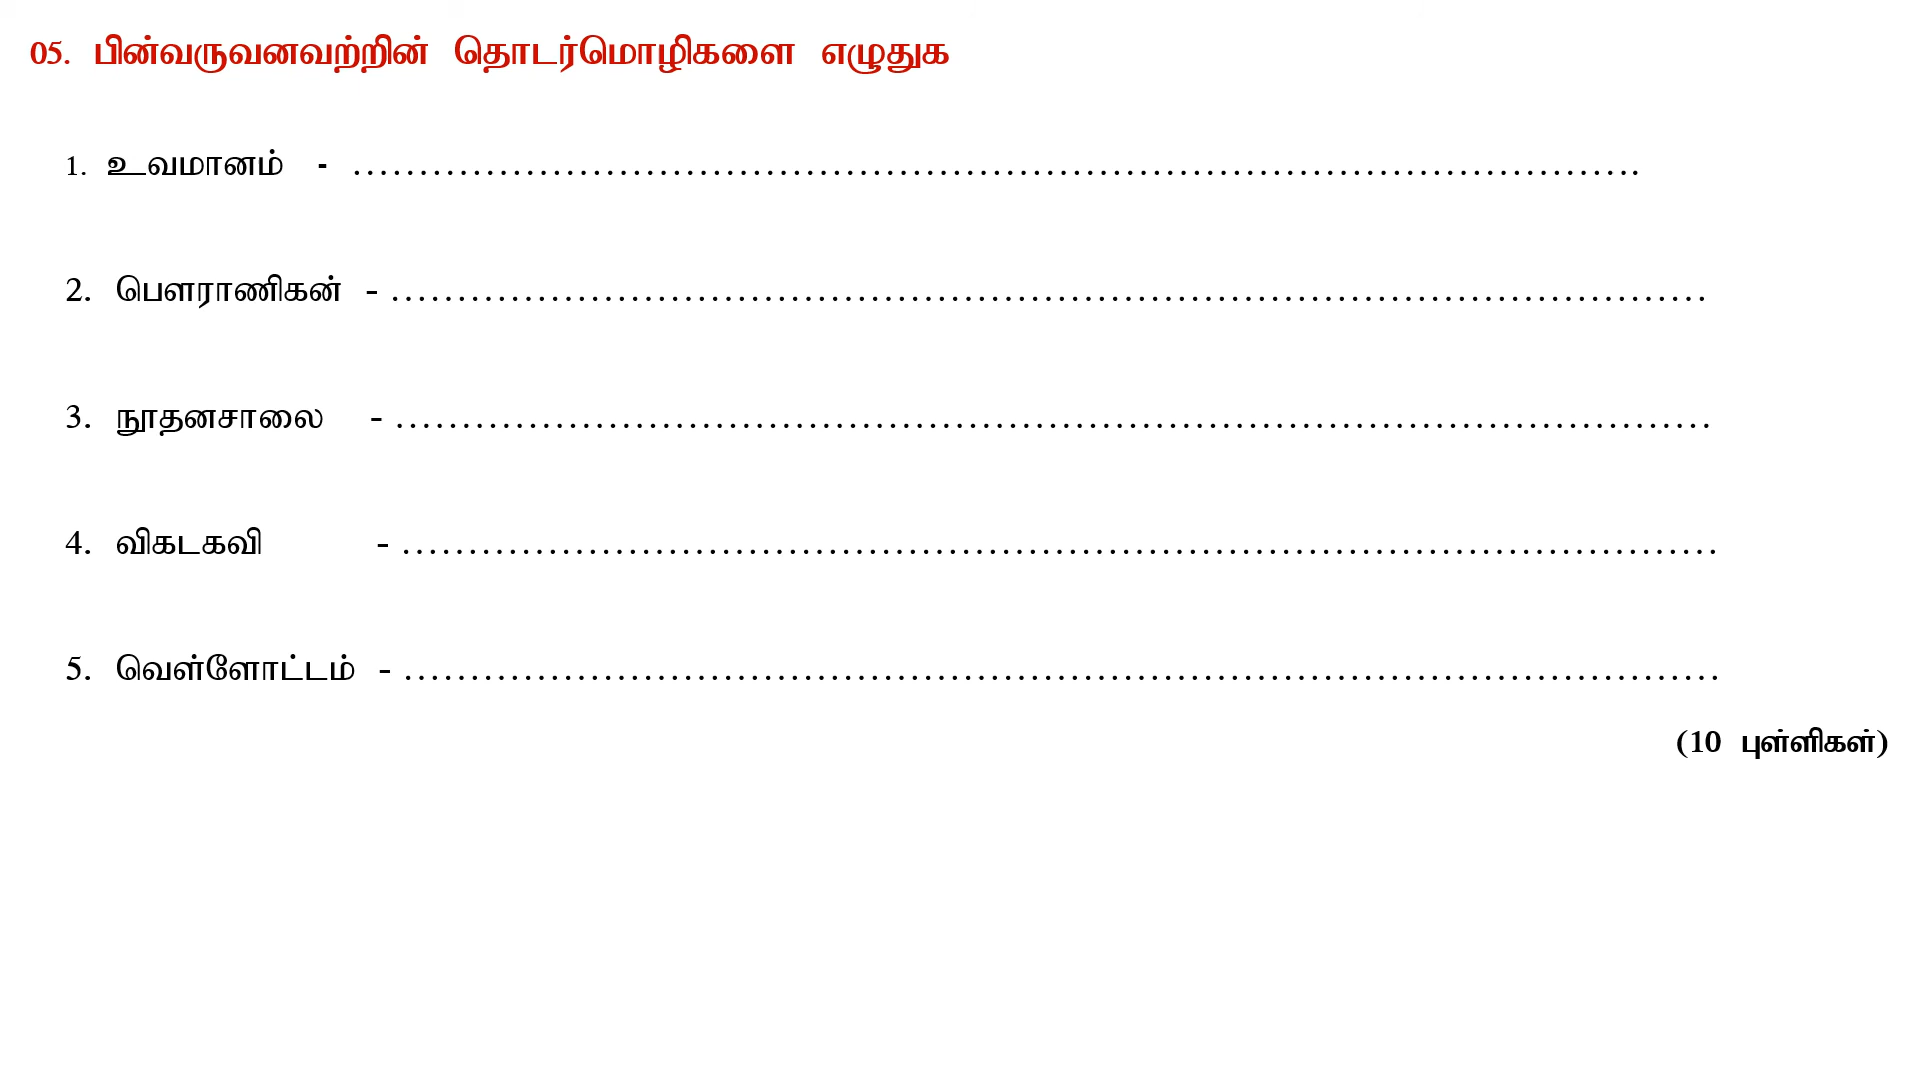 05. பின்வருவனவற்றின் தொடர்மொழிகளை எழுதுக
1. உவமானம் - ……………………………………………………………………………………….
2. பௌராணிகன் - …………………………………………………………………………………………
3. நூதனசாலை - …………………………………………………………………………………………
4. விகடகவி - …………………………………………………………………………………………
5. வெள்ளோட்டம் - …………………………………………………………………………………………
(10 புள்ளிகள்)